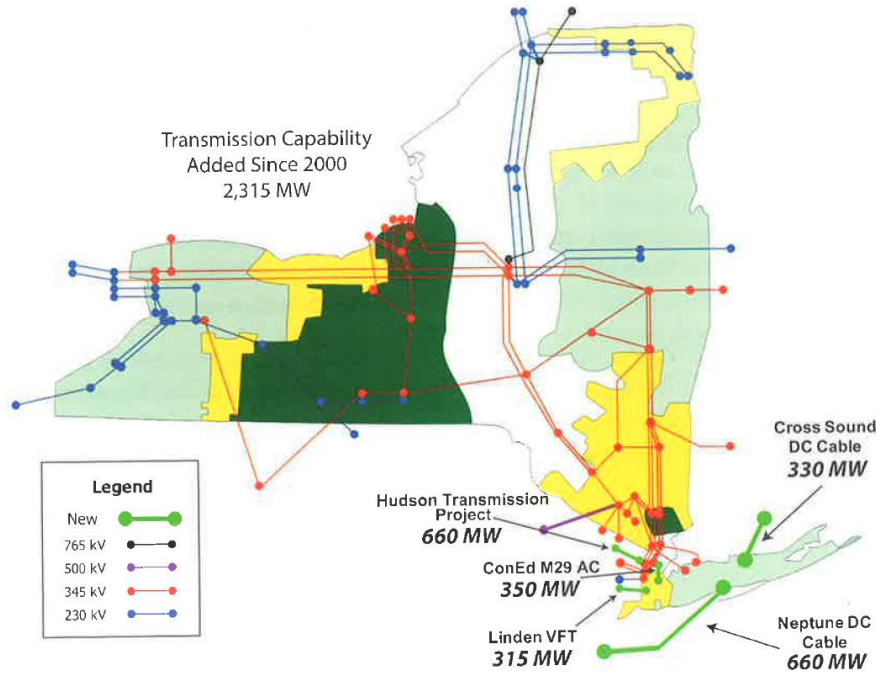 Transmission Capability
Added Since 2000
2,315 MW
Cross Sound
DC Cable
330 MW
Legend
New
765 kV
500 kV
345 kV
230 kV
Hudson Transmission
Project
660 MW
ConEd M29 AC
350 MW
Linden VFT
315 MW
Neptune DC
Cable
660 MW